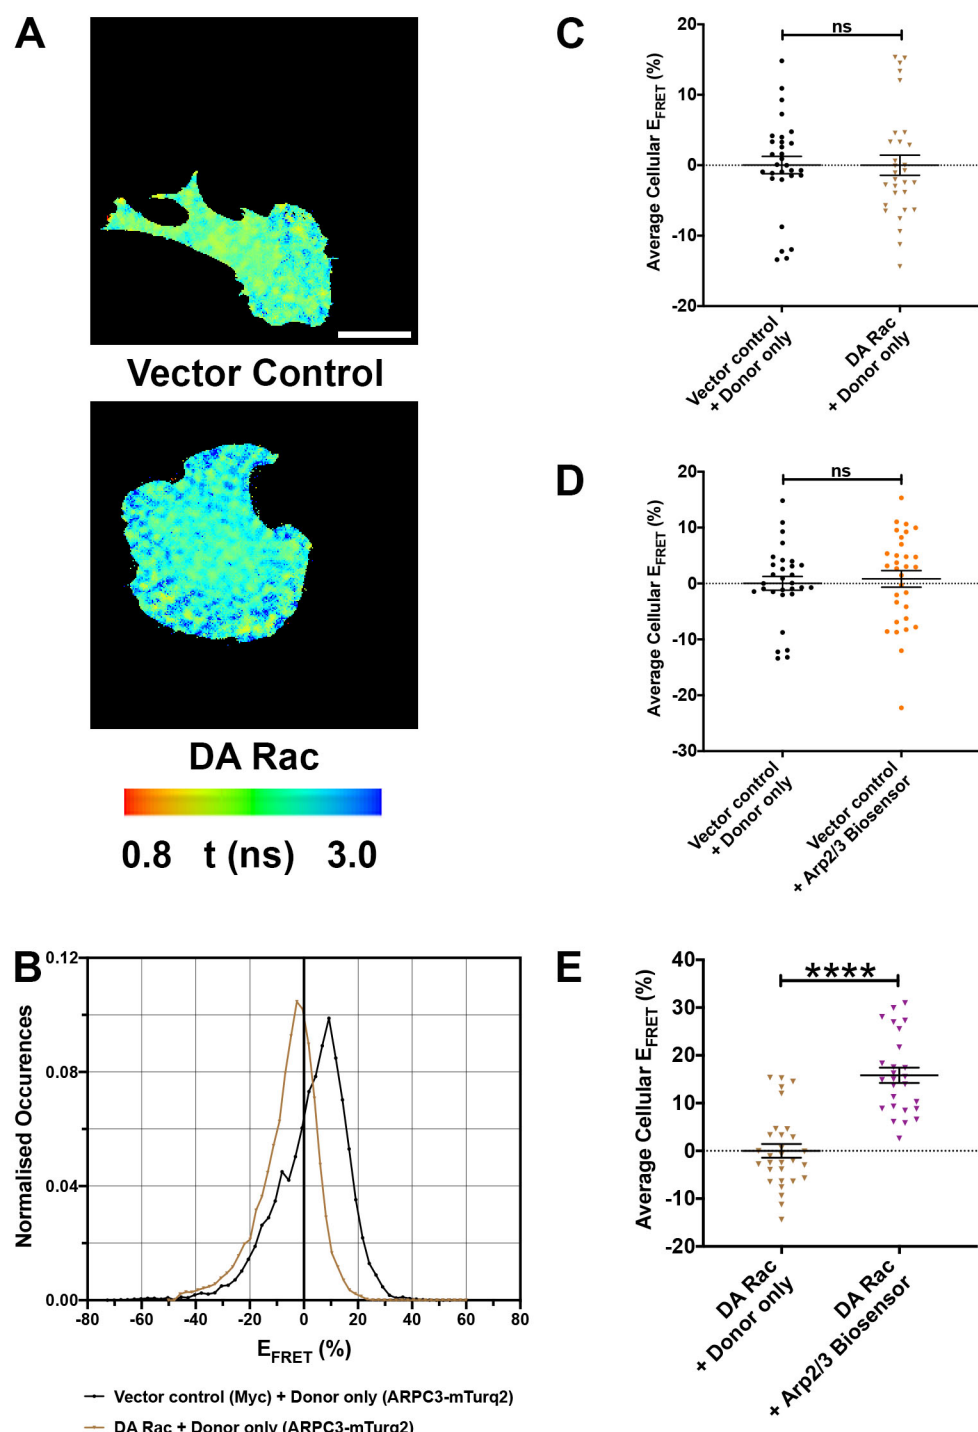 A
Vector Control
DA Rac
0.8 t (ns) 3.0
B
Normalised Occurences
0.12
0.08
0.04
0.00
-80 -60 -40 -20 0 20 40 60 80
EFRET (%)
Vector control (Myc) + Donor only (ARPC3-mTurq2)
DA Rac + Donor only (ARPC3-mTurq2)
C
Average Cellular EFRET (%)
20
10
0
-10
-20
ns
Vector control
+ Donor only
DA Rac
+ Donor only
D
Average Cellular EFRET (%)
20
10
0
-10
-20
-30
ns
Vector control
+ Donor only
Vector control
+ Arp2/3 Biosensor
E
Average Cellular EFRET (%)
40
30
20
10
0
-10
-20
****
DA Rac
+ Donor only
DA Rac
+ Arp2/3 Biosensor